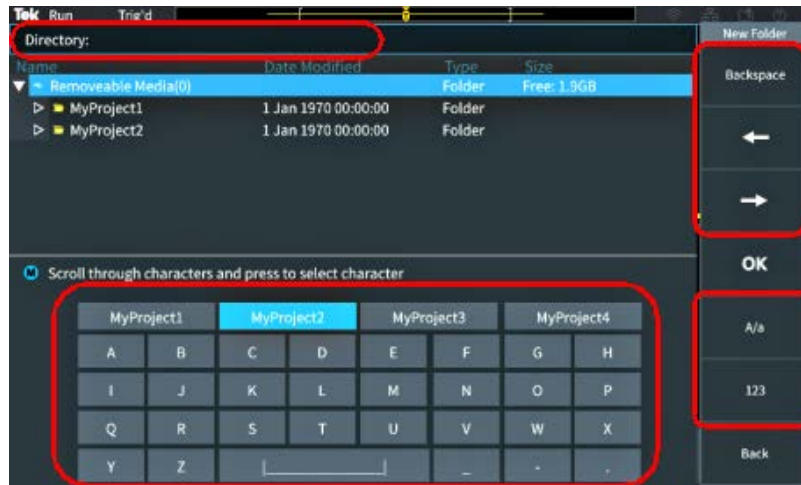 Tek Run Trig'd
Directory:
New Folder
Name Date Modified Type Size
Removeable Media(0) Folder Free: 1.9GB
MyProject1 1 Jan 1970 00:00:00 Folder
MyProject2 1 Jan 1970 00:00:00 Folder
Backspace
OK
A/a
123
Back
M Scroll through characters and press to select character
MyProject1 MyProject2 MyProject3 MyProject4
A B C D E F G H
I J K L M N O P
Q R S T U V W X
Y Z _ - .